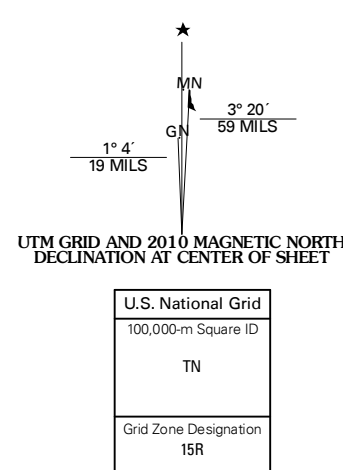 MN
3° 20´
59 MILS
GN
1° 4´
19 MILS
UTM GRID AND 2010 MAGNETIC NORTH
DECLINATION AT CENTER OF SHEET
U.S. National Grid
100,000-m Square ID
TN
Grid Zone Designation
15R